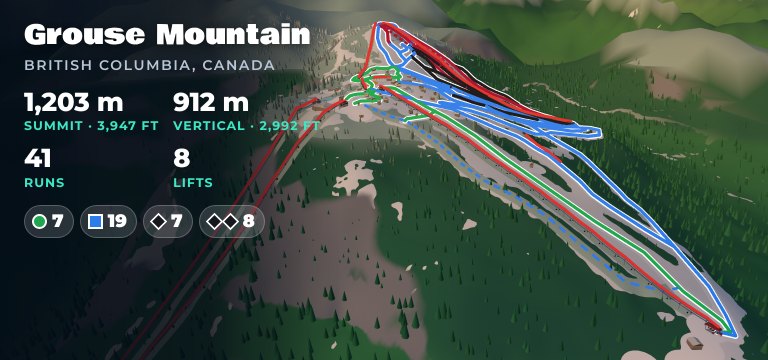 Grouse Mountain
BRITISH COLUMBIA, CANADA
1,203 m 912 m
SUMMIT · 3,947 FT VERTICAL · 2,992 FT
41 8
RUNS LIFTS
7 19 7 8